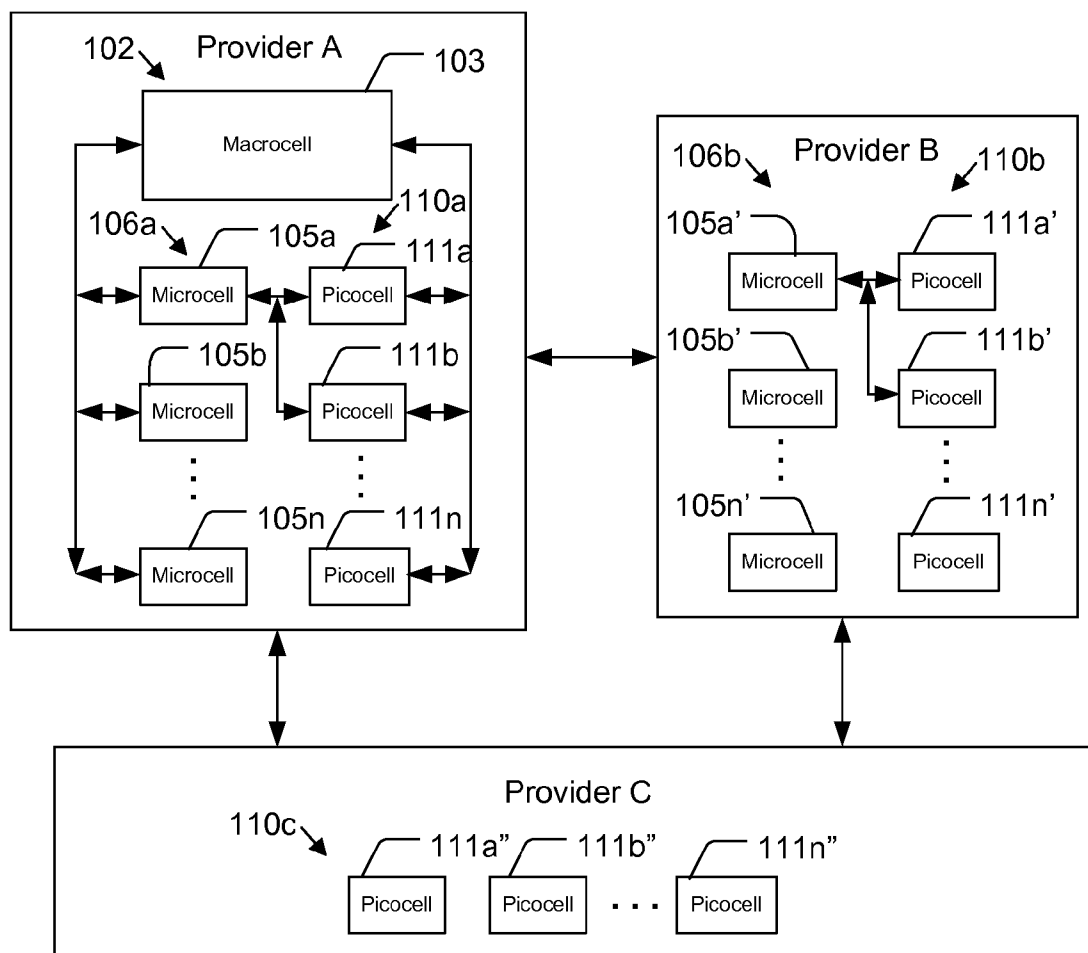 Provider A
102
103
Macrocell
106a
110a
105a
111a
Microcell
Picocell
105b
111b
Microcell
Picocell
105n
111n
Microcell
Picocell
Provider B
106b
110b
105a’
111a’
Microcell
Picocell
105b’
111b’
Microcell
Picocell
105n’
111n’
Microcell
Picocell
Provider C
110c
111a”
111b”
111n”
Picocell
Picocell
Picocell